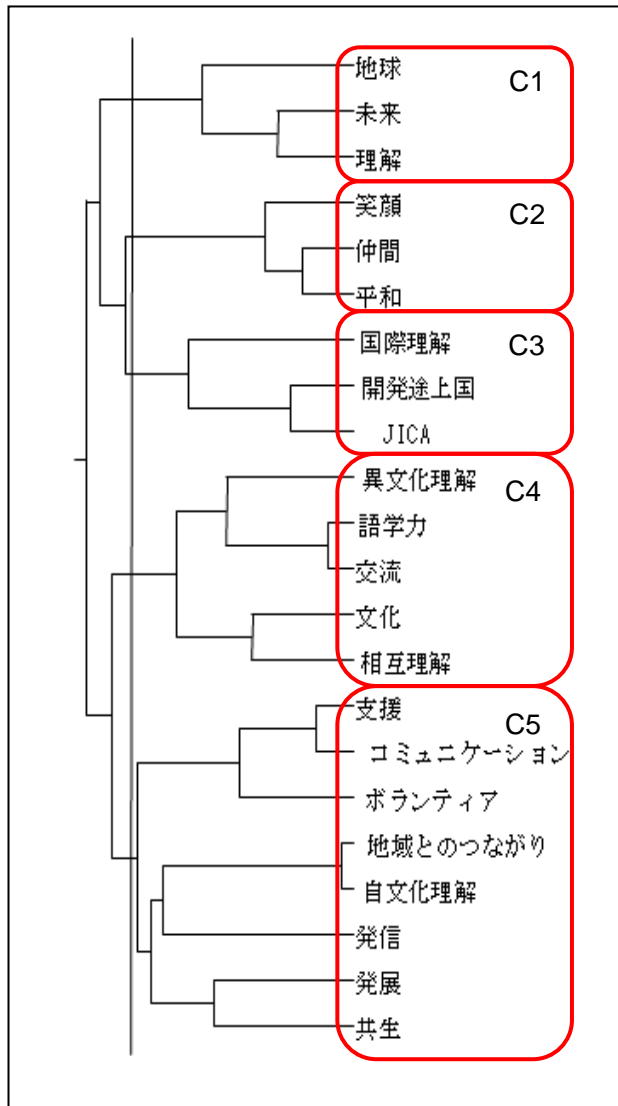 地球
C1
未来
理解
笑顔
C2
仲間
平和
国際理解
C3
開発途上国
JICA
異文化理解
C4
語学力
交流
文化
相互理解
支援
C5
コミュニケーション
ボランティア
地域とのつながり
自文化理解
発信
発展
共生